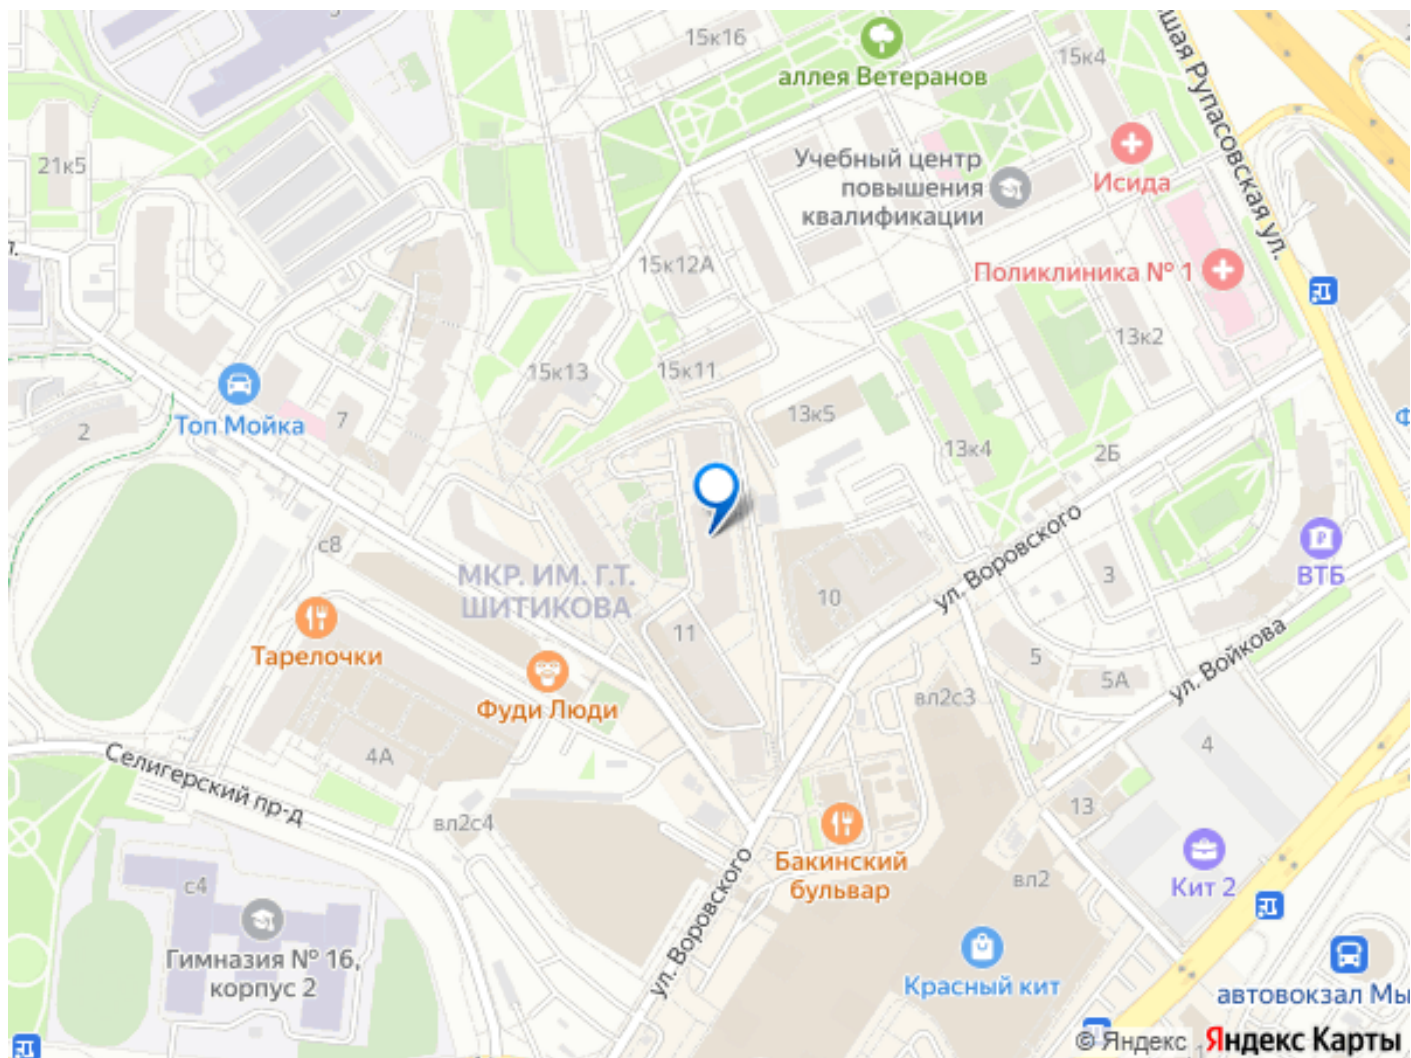 15к16
аллея Ветеранов
15к4
шая Рупасовская ул.
21к5
Учебный центр
повышения
квалификации
Исида
л.
15к12А
Поликлиника № 1
13к2
15к13
15к11
Топ Мойка
7
2
13к5
13к4
2Б
ул. Воровского
с8
МКР. ИМ. Г.Т.
ШИТИКОВА
10
3
ВТБ
Тарелочки
11
5
5А
ул. Войкова
Фуди Люди
вл2с3
4А
4
Селигерский пр-д
вл2с4
13
Бакинский
бульвар
ул. Воровского
вл2
Кит 2
с4
Гимназия № 16,
корпус 2
Красный кит
автовокзал Мы
© Яндекс Яндекс Карты